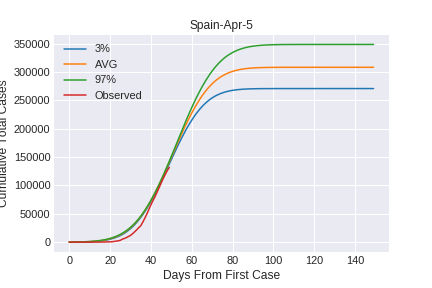 Spain-Apr-5
Cumulative Total Cases
350000
300000
250000
200000
150000
100000
50000
0
3%
AVG
97%
Observed
0 20 40 60 80 100 120 140
Days From First Case